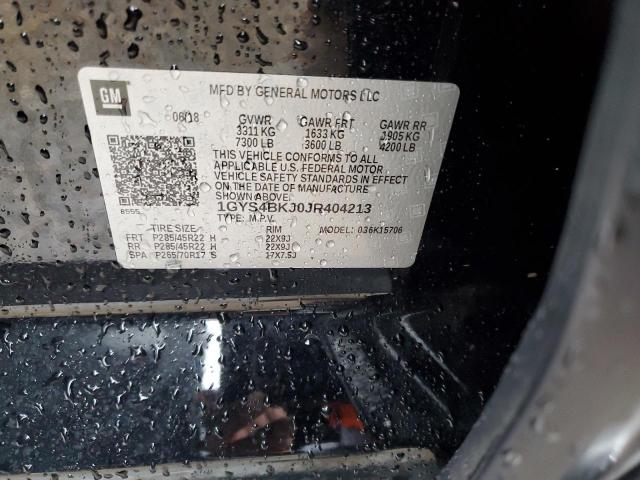 GM
MFD BY GENERAL MOTORS LLC
06/18 GVWR GAWR FRT GAWR RR
3311 KG 1633 KG 1905 KG
7300 LB 3600 LB 4200 LB
THIS VEHICLE CONFORMS TO ALL
APPLICABLE U.S. FEDERAL MOTOR
VEHICLE SAFETY STANDARDS IN
EFFECT ON THE DATE OF MANUFACTURE
SHOWN ABOVE.
1GYS4BKJ0JR404213
8555
TYPE: M.P.V. 036K15706
TIRE SIZE RIM
FRT P285/45R22 H 22X9J
RR P285/45R22 H 22X9J
SPA P265/70R17 S 17X7.5J